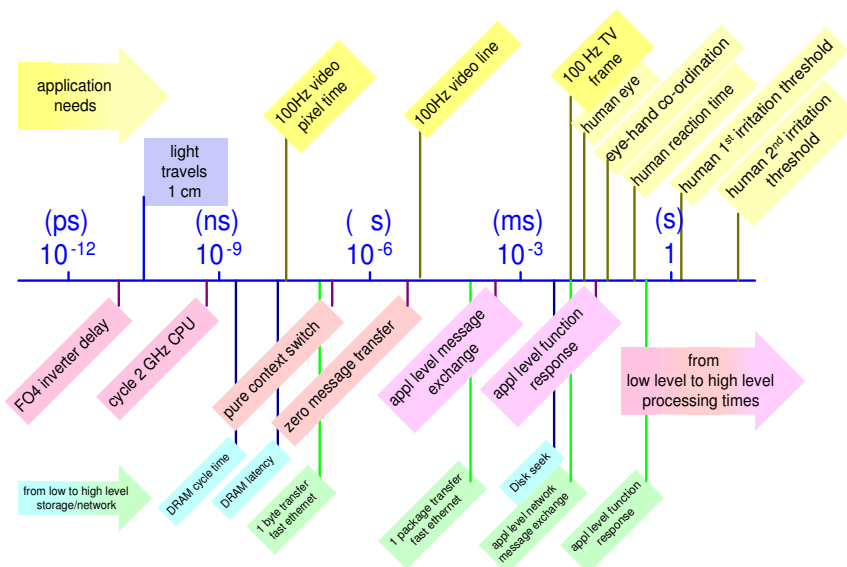 application
needs
light
travels
1 cm
100Hz video
pixel time
100Hz video line
100 Hz TV
frame
human eye
eye-hand co-ordination
human reaction time
human 1st irritation threshold
human 2nd irritation
threshold
(ps)
10-12
(ns)
10-9
( s)
10-6
(ms)
10-3
(s)
1
FO4 inverter delay
cycle 2 GHz CPU
pure context switch
zero message transfer
appl level message
exchange
appl level function
response
from
low level to high level
processing times
from low to high level
storage/network
DRAM cycle time
DRAM latency
1 byte transfer
fast ethernet
1 package transfer
fast ethernet
Disk seek
appl level network
message exchange
appl level function
response